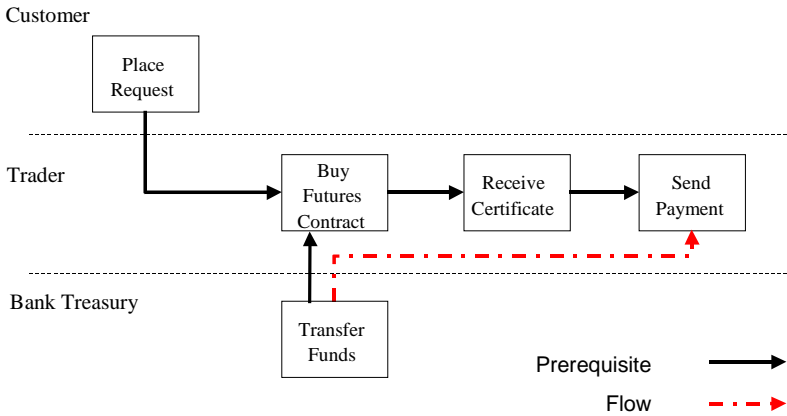 Customer
Place
Request
Trader
Buy
Futures
Contract
Receive
Certificate
Send
Payment
Bank Treasury
Transfer
Funds
Prerequisite
Flow